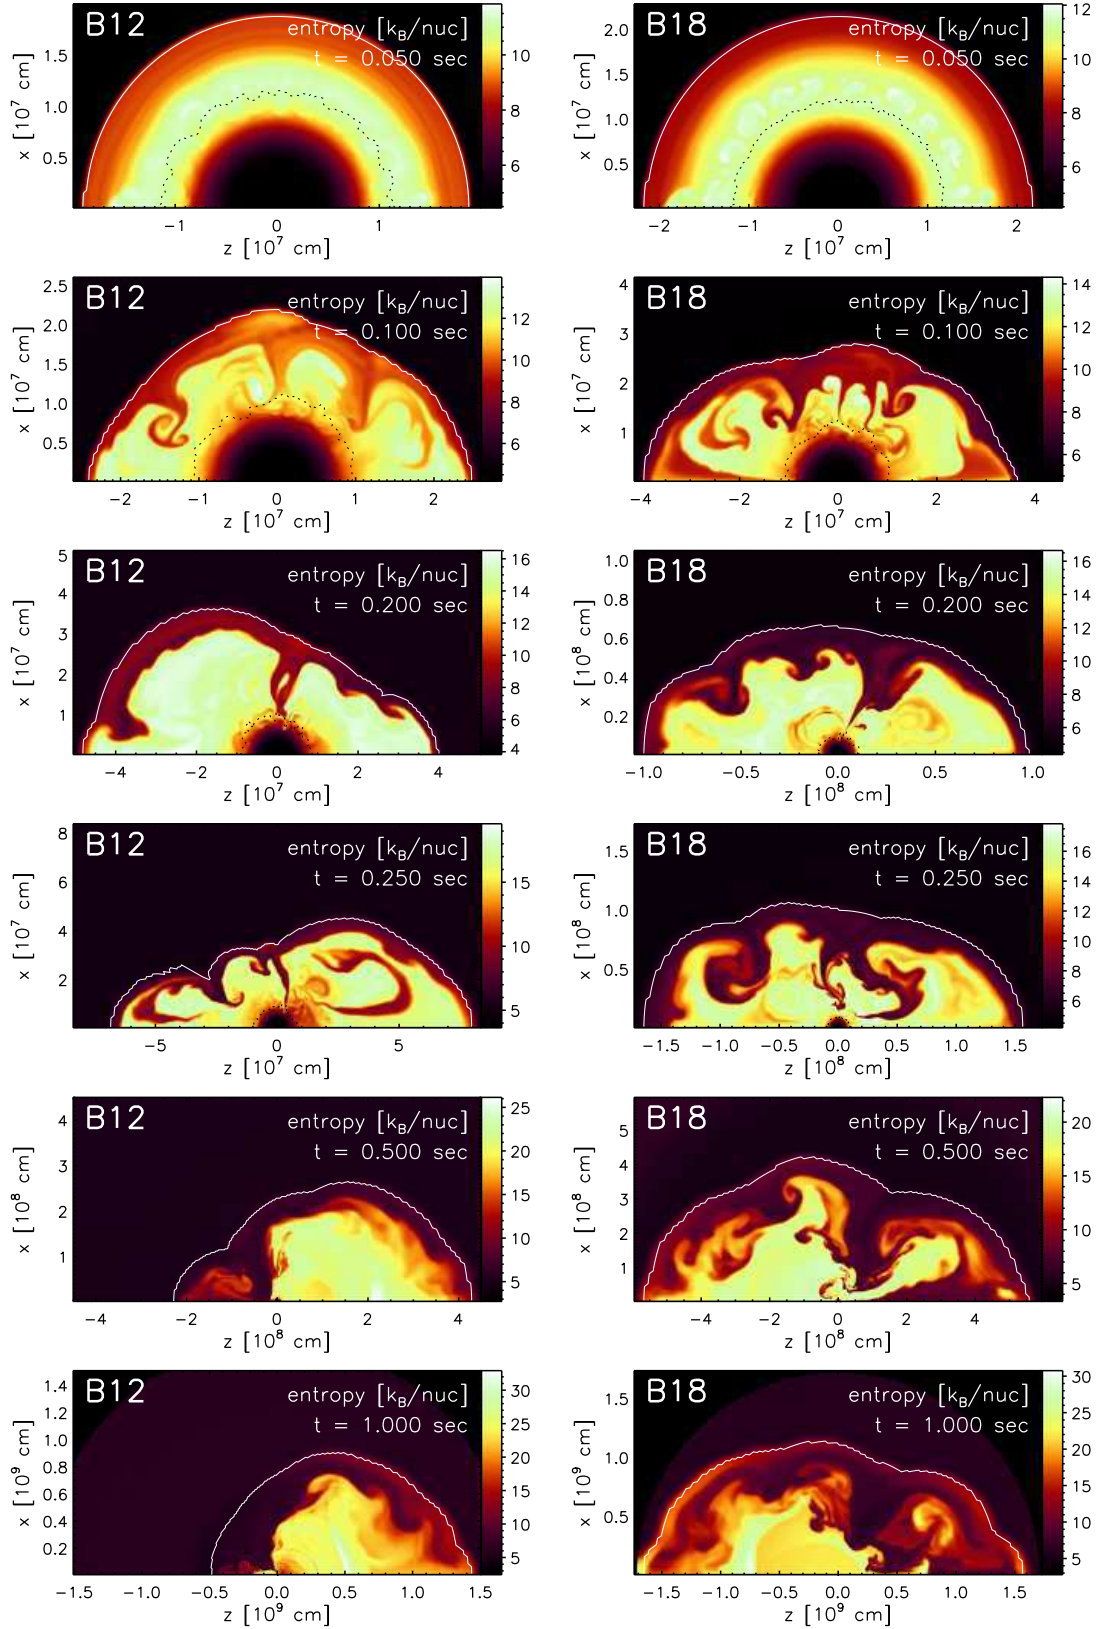 B12
entropy [k_B/nuc]
t = 0.050 sec
x [10^7 cm]
1.5
1.0
0.5
10
8
6
-1
0
1
z [10^7 cm]
B18
entropy [k_B/nuc]
t = 0.050 sec
x [10^7 cm]
2.0
1.5
1.0
0.5
12
10
8
6
-2
-1
0
1
2
z [10^7 cm]
B12
entropy [k_B/nuc]
t = 0.100 sec
x [10^7 cm]
2.5
2.0
1.5
1.0
0.5
12
10
8
6
-2
-1
0
1
2
z [10^7 cm]
B18
entropy [k_B/nuc]
t = 0.100 sec
x [10^7 cm]
4
3
2
1
14
12
10
8
6
-4
-2
0
2
4
z [10^7 cm]
B12
entropy [k_B/nuc]
t = 0.200 sec
x [10^7 cm]
5
4
3
2
1
16
14
12
10
8
6
4
-4
-2
0
2
4
z [10^7 cm]
B18
entropy [k_B/nuc]
t = 0.200 sec
x [10^8 cm]
1.0
0.8
0.6
0.4
0.2
16
14
12
10
8
6
-1.0
-0.5
0.0
0.5
1.0
z [10^8 cm]
B12
entropy [k_B/nuc]
t = 0.250 sec
x [10^7 cm]
8
6
4
2
15
10
5
-5
0
5
z [10^7 cm]
B18
entropy [k_B/nuc]
t = 0.250 sec
x [10^8 cm]
1.5
1.0
0.5
16
14
12
10
8
6
-1.5
-1.0
-0.5
0.0
0.5
1.0
1.5
z [10^8 cm]
B12
entropy [k_B/nuc]
t = 0.500 sec
x [10^8 cm]
4
3
2
1
25
20
15
10
5
-4
-2
0
2
4
z [10^8 cm]
B18
entropy [k_B/nuc]
t = 0.500 sec
x [10^8 cm]
5
4
3
2
1
20
15
10
5
-4
-2
0
2
4
z [10^8 cm]
B12
entropy [k_B/nuc]
t = 1.000 sec
x [10^9 cm]
1.4
1.2
1.0
0.8
0.6
0.4
0.2
30
25
20
15
10
5
-1.5
-1.0
-0.5
0.0
0.5
1.0
1.5
z [10^9 cm]
B18
entropy [k_B/nuc]
t = 1.000 sec
x [10^9 cm]
1.5
1.0
0.5
30
25
20
15
10
5
-1.5
-1.0
-0.5
0.0
0.5
1.0
1.5
z [10^9 cm]